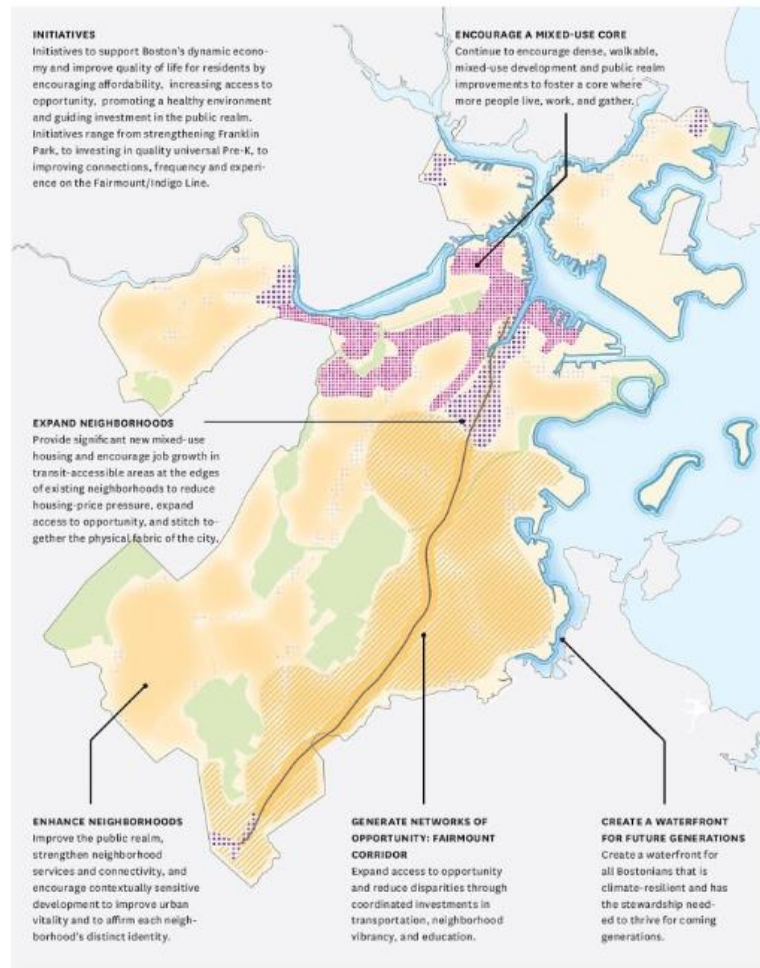 INITIATIVES
Initiatives to support Boston's dynamic econo-
my and improve quality of life for residents by
encouraging affordability, increasing access to
opportunity, promoting a healthy environment
and guiding investment in the public realm.
Initiatives range from strengthening Franklin
Park, to investing in quality universal Pre-K, to
improving connections, frequency and experi-
ence on the Fairmount/Indigo Line.
ENCOURAGE A MIXED-USE CORE
Continue to encourage dense, walkable,
mixed-use development and public realm
improvements to foster a core where
more people live, work, and gather.
EXPAND NEIGHBORHOODS
Provide significant new mixed-use
housing and encourage job growth in
transit-accessible areas at the edges
of existing neighborhoods to reduce
housing-price pressure, expand
access to opportunity, and stitch to-
gether the physical fabric of the city.
ENHANCE NEIGHBORHOODS
Improve the public realm,
strengthen neighborhood
services and connectivity, and
encourage contextually sensitive
development to improve urban
vitality and to affirm each neigh-
borhood's distinct identity.
GENERATE NETWORKS OF
OPPORTUNITY: FAIRMOUNT
CORRIDOR
Expand access to opportunity
and reduce disparities through
coordinated investments in
transportation, neighborhood
vibrancy, and education.
CREATE A WATERFRONT
FOR FUTURE GENERATIONS
Create a waterfront for
all Bostonians that is
climate-resilient and has
the stewardship need-
ed to thrive for coming
generations.